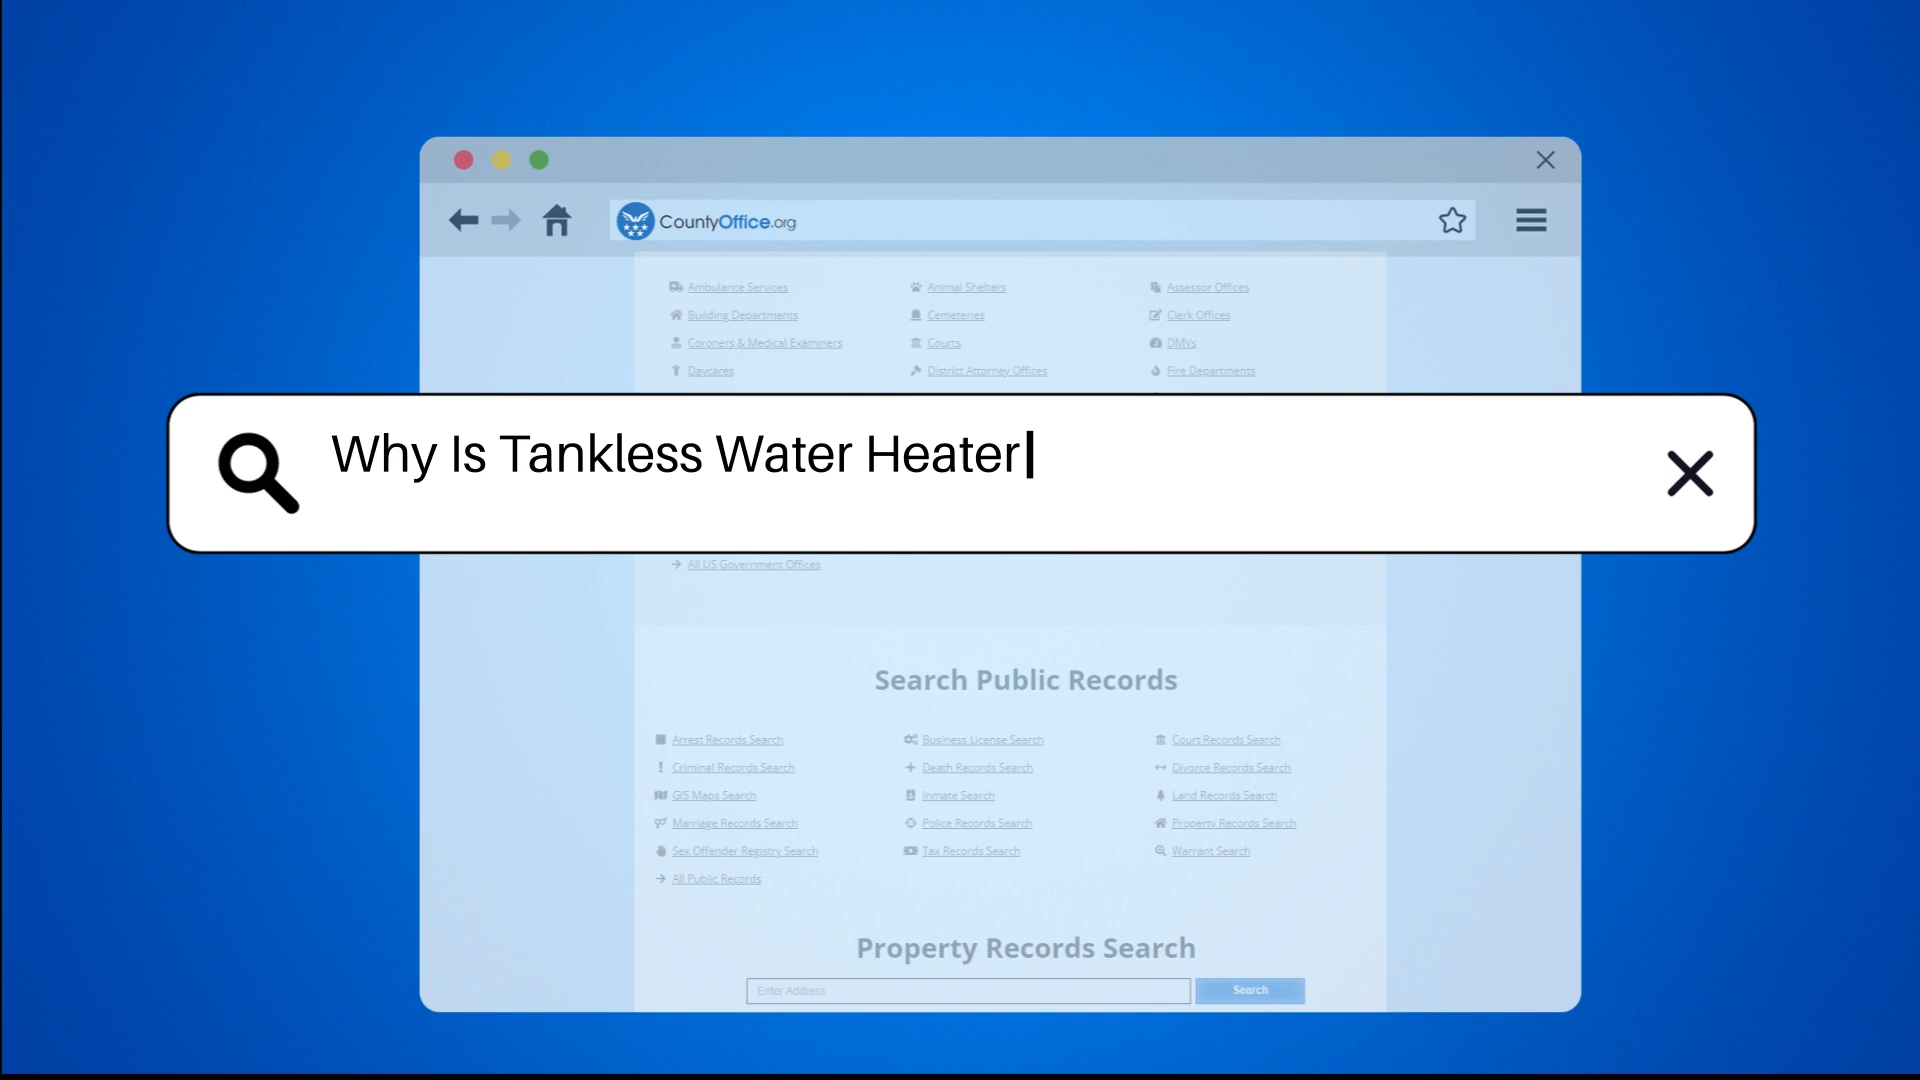 CountyOffice.org
Ambulance Services Animal Shelters Assessor Offices
Building Departments Cemeteries Clerk Offices
Coroners & Medical Examiners Courts DMVs
Daycares District Attorney Offices Fire Departments
Why Is Tankless Water Heater
All US Government Offices
Search Public Records
Arrest Records Search Business License Search Court Records Search
Criminal Records Search Death Records Search Divorce Records Search
GIS Maps Search Inmate Search Land Records Search
Marriage Records Search Police Records Search Property Records Search
Sex Offender Registry Search Tax Records Search Warrant Search
All Public Records
Property Records Search
Enter Address Search